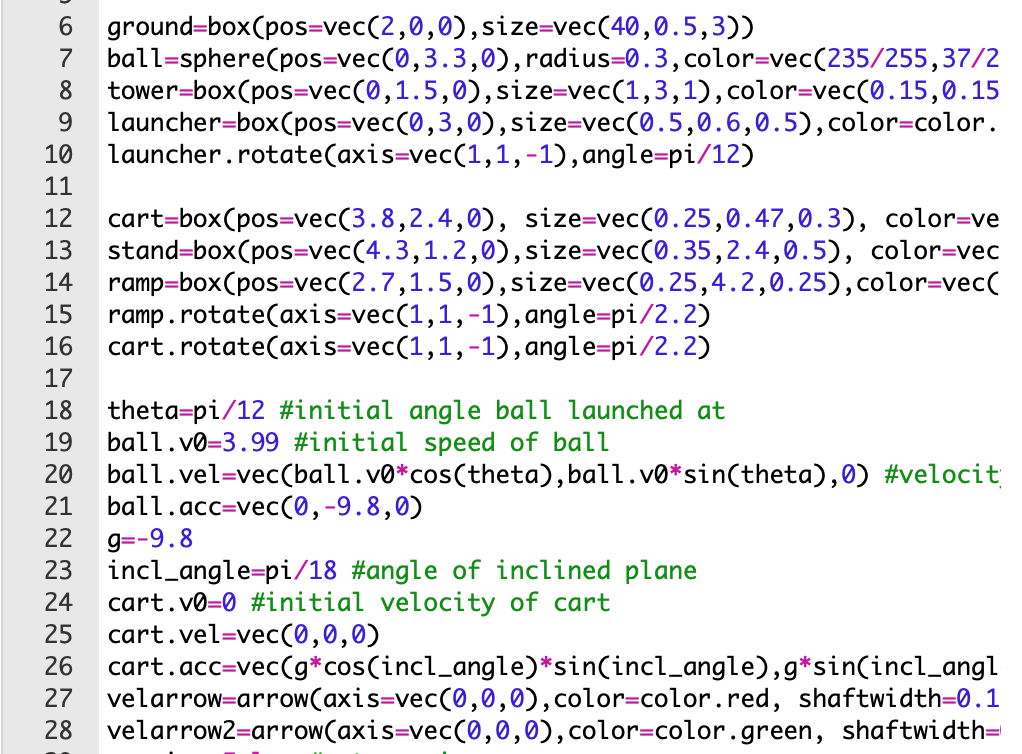 6 ground=box(pos=vec(2,0,0),size=vec(40,0.5,3))
7 ball=sphere(pos=vec(0,3.3,0),radius=0.3,color=vec(235/255,37/2
8 tower=box(pos=vec(0,1.5,0),size=vec(1,3,1),color=vec(0.15,0.15
9 launcher=box(pos=vec(0,3,0),size=vec(0.5,0.6,0.5),color=color.
10 launcher.rotate(axis=vec(1,1,-1),angle=pi/12)
11
12 cart=box(pos=vec(3.8,2.4,0), size=vec(0.25,0.47,0.3), color=ve
13 stand=box(pos=vec(4.3,1.2,0),size=vec(0.35,2.4,0.5), color=vec
14 ramp=box(pos=vec(2.7,1.5,0),size=vec(0.25,4.2,0.25),color=vec(
15 ramp.rotate(axis=vec(1,1,-1),angle=pi/2.2)
16 cart.rotate(axis=vec(1,1,-1),angle=pi/2.2)
17
18 theta=pi/12 #initial angle ball launched at
19 ball.v0=3.99 #initial speed of ball
20 ball.vel=vec(ball.v0*cos(theta),ball.v0*sin(theta),0) #velocit
21 ball.acc=vec(0,-9.8,0)
22 g=-9.8
23 incl_angle=pi/18 #angle of inclined plane
24 cart.v0=0 #initial velocity of cart
25 cart.vel=vec(0,0,0)
26 cart.acc=vec(g*cos(incl_angle)*sin(incl_angle),g*sin(incl_angl
27 velarrow=arrow(axis=vec(0,0,0),color=color.red, shaftwidth=0.1
28 velarrow2=arrow(axis=vec(0,0,0),color=color.green, shaftwidth=